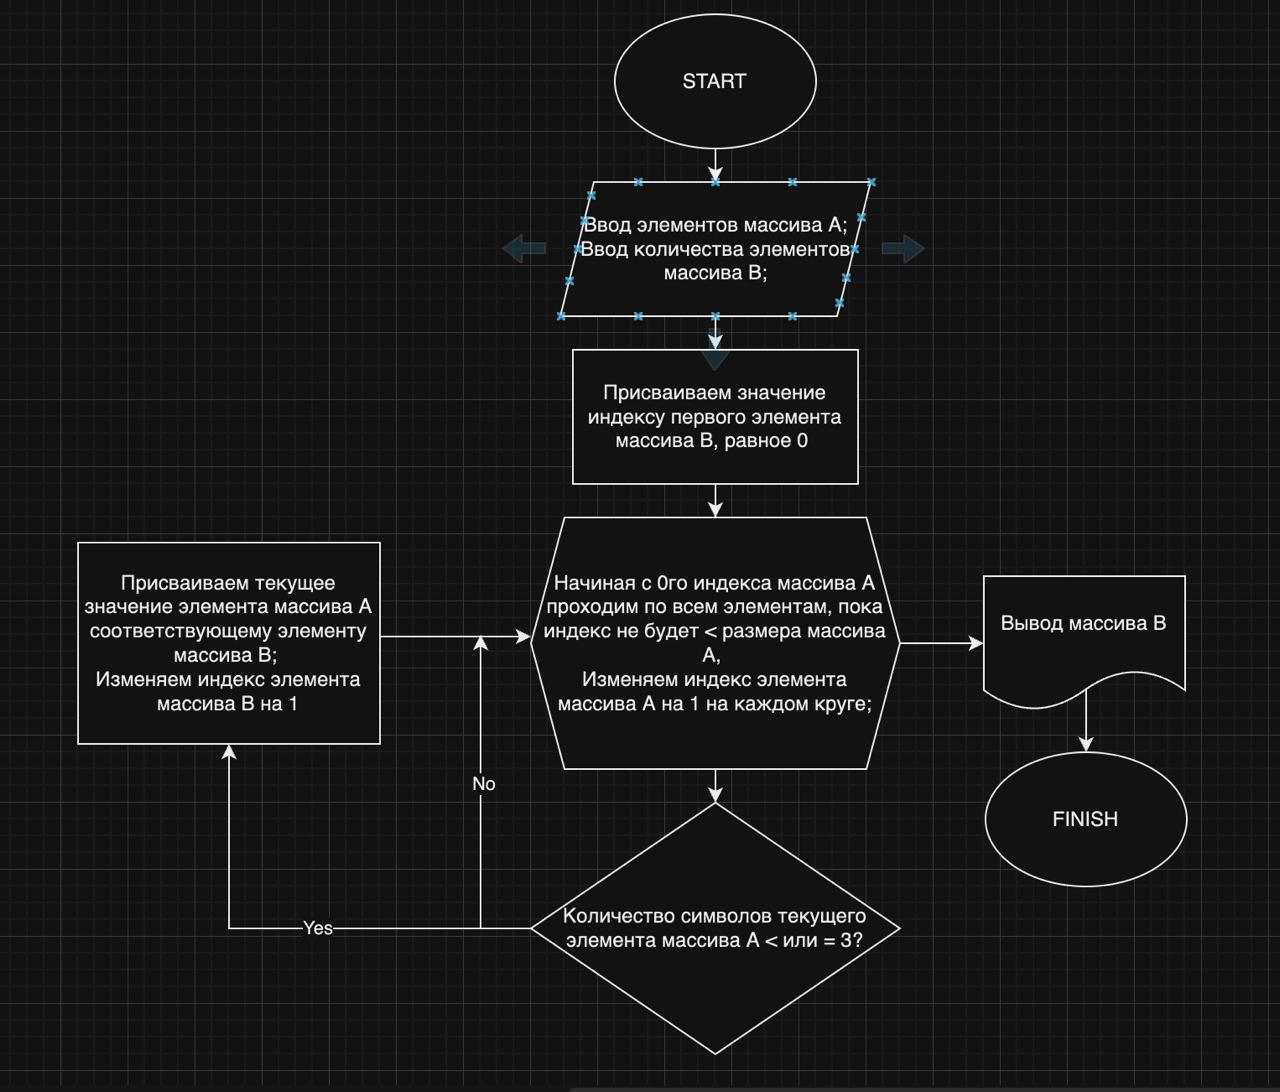 START
Ввод элементов массива A;
Ввод количества элементов
массива B;
Присваиваем значение
индексу первого элемента
массива B, равное 0
Начиная с 0го индекса массива A
проходим по всем элементам, пока
индекс не будет < размера массива
A,
Изменяем индекс элемента
массива A на 1 на каждом круге;
Присваиваем текущее
значение элемента массива A
соответствующему элементу
массива B;
Изменяем индекс элемента
массива B на 1
Вывод массива B
No
FINISH
Количество символов текущего
элемента массива A < или = 3?
Yes